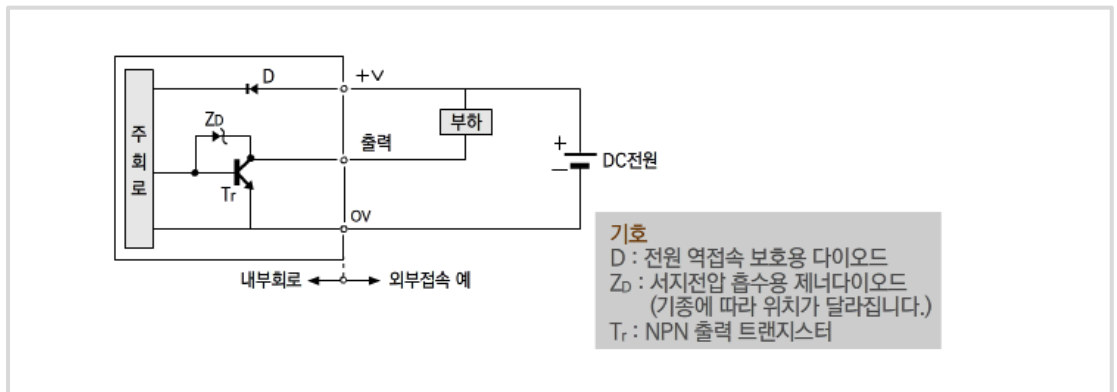 D
+V
ZD
부하
주
회
로
출력
+
DC전원
−
Tr
0V
기호
D : 전원 역접속 보호용 다이오드
내부회로
외부접속 예
ZD : 서지전압 흡수용 제너다이오드
(기종에 따라 위치가 달라집니다.)
Tr : NPN 출력 트랜지스터